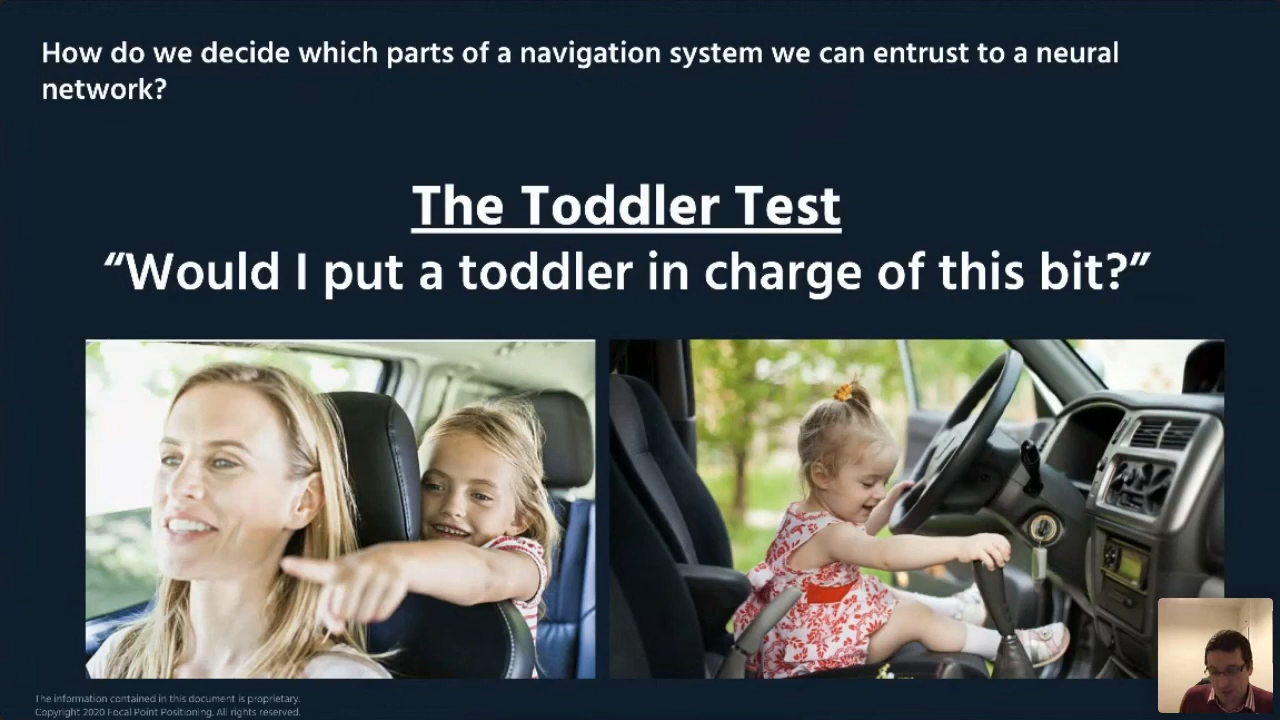 How do we decide which parts of a navigation system we can entrust to a neural
network?
The Toddler Test
“Would I put a toddler in charge of this bit?”
The information contained in this document is proprietary.
Copyright 2020 Focal Point Positioning. All rights reserved.